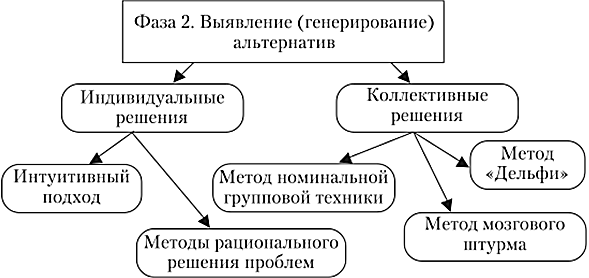 Фаза 2. Выявление (генерирование)
альтернатив
Индивидуальные
решения
Коллективные
решения
Интуитивный
подход
Методы рационального
решения проблем
Метод номинальной
групповой техники
Метод
«Дельфи»
Метод мозгового
штурма